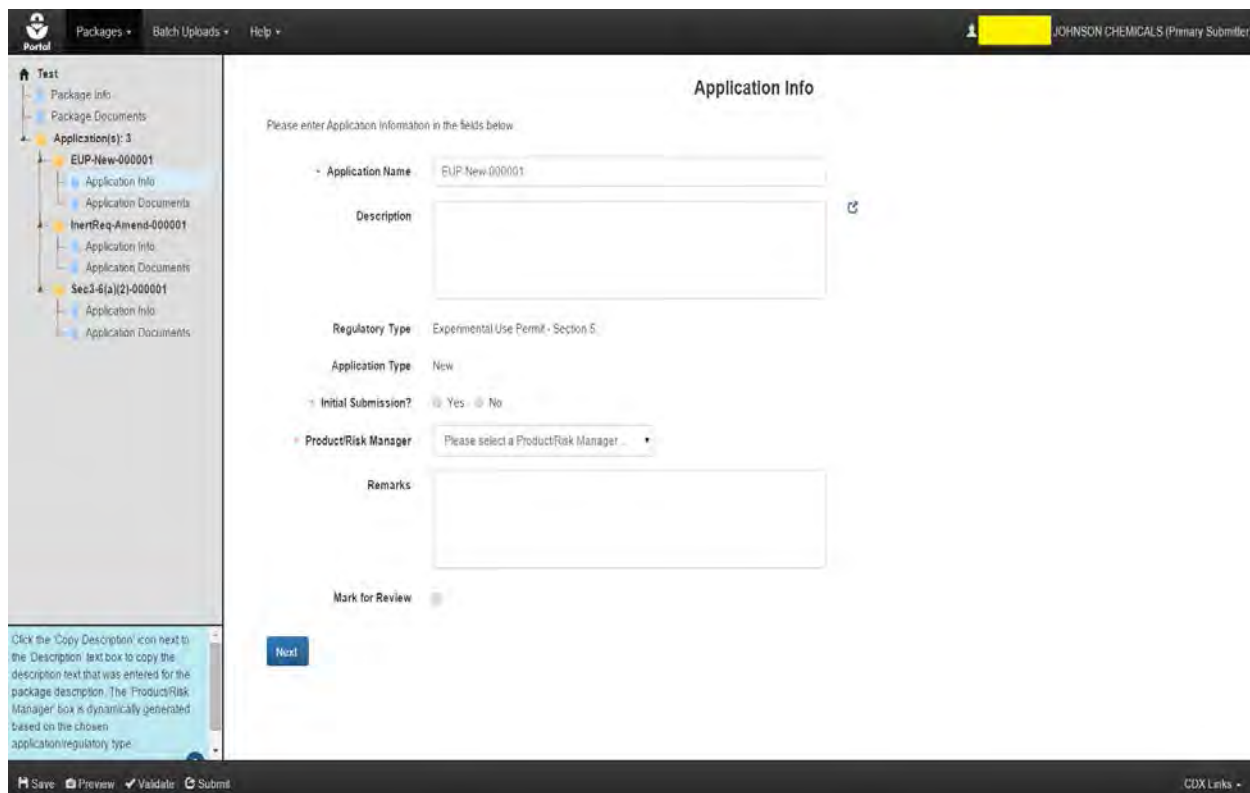 Portal
Packages
Batch Uploads
Help
JOHNSON CHEMICALS (Primary Submitter
Test
Package Info
Package Documents
Application(s): 3
EUP-New-000001
Application Info
Application Documents
InertReq-Amend-000001
Application Info
Application Documents
Sec3-6(a)(2)-000001
Application Info
Application Documents
Application Info
Please enter Application Information in the fields below
* Application Name
EUP-New-000001
Description
Regulatory Type
Experimental Use Permit - Section 5
Application Type
New
* Initial Submission?
Yes
No
* Product/Risk Manager
Please select a Product/Risk Manager ...
Remarks
Mark for Review
Next
Click the 'Copy Description' icon next to
the 'Description' text box to copy the
description text that was entered for the
package description. The 'Product/Risk
Manager' box is dynamically generated
based on the chosen
application/regulatory type.
Save
Preview
Validate
Submit
CDX Links